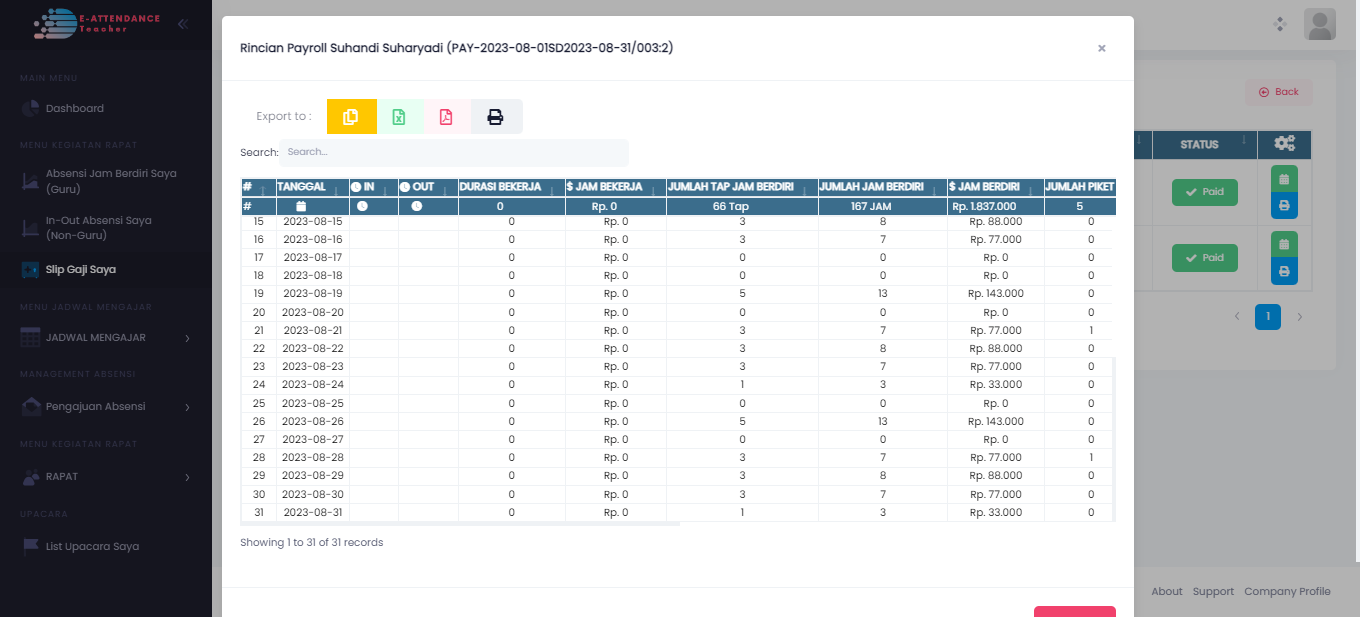 E-ATTENDANCE
Teacher
MAIN MENU
Dashboard
MENU KEGIATAN RAPAT
Absensi Jam Berdiri Saya
(Guru)
In-Out Absensi Saya
(Non-Guru)
Slip Gaji Saya
MENU JADWAL MENGAJAR
JADWAL MENGAJAR
MANAGEMENT ABSENSI
Pengajuan Absensi
MENU KEGIATAN RAPAT
RAPAT
UPACARA
List Upacara Saya
Rincian Payroll Suhandi Suharyadi (PAY-2023-08-01SD2023-08-31/003:2)
×
Export to :
Search: Search...
# TANGGAL IN OUT DURASI BEKERJA $ JAM BEKERJA JUMLAH TAP JAM BERDIRI JUMLAH JAM BERDIRI $ JAM BERDIRI JUMLAH PIKET
# 0 Rp. 0 66 Tap 167 JAM Rp. 1.837.000 5
15 2023-08-15 0 Rp. 0 3 8 Rp. 88.000 0
16 2023-08-16 0 Rp. 0 3 7 Rp. 77.000 0
17 2023-08-17 0 Rp. 0 0 0 Rp. 0 0
18 2023-08-18 0 Rp. 0 0 0 Rp. 0 0
19 2023-08-19 0 Rp. 0 5 13 Rp. 143.000 0
20 2023-08-20 0 Rp. 0 0 0 Rp. 0 0
21 2023-08-21 0 Rp. 0 3 7 Rp. 77.000 1
22 2023-08-22 0 Rp. 0 3 8 Rp. 88.000 0
23 2023-08-23 0 Rp. 0 3 7 Rp. 77.000 0
24 2023-08-24 0 Rp. 0 1 3 Rp. 33.000 0
25 2023-08-25 0 Rp. 0 0 0 Rp. 0 0
26 2023-08-26 0 Rp. 0 5 13 Rp. 143.000 0
27 2023-08-27 0 Rp. 0 0 0 Rp. 0 0
28 2023-08-28 0 Rp. 0 3 7 Rp. 77.000 1
29 2023-08-29 0 Rp. 0 3 8 Rp. 88.000 0
30 2023-08-30 0 Rp. 0 3 7 Rp. 77.000 0
31 2023-08-31 0 Rp. 0 1 3 Rp. 33.000 0
Showing 1 to 31 of 31 records
Back
STATUS
Paid
Paid
1
About Support Company Profile